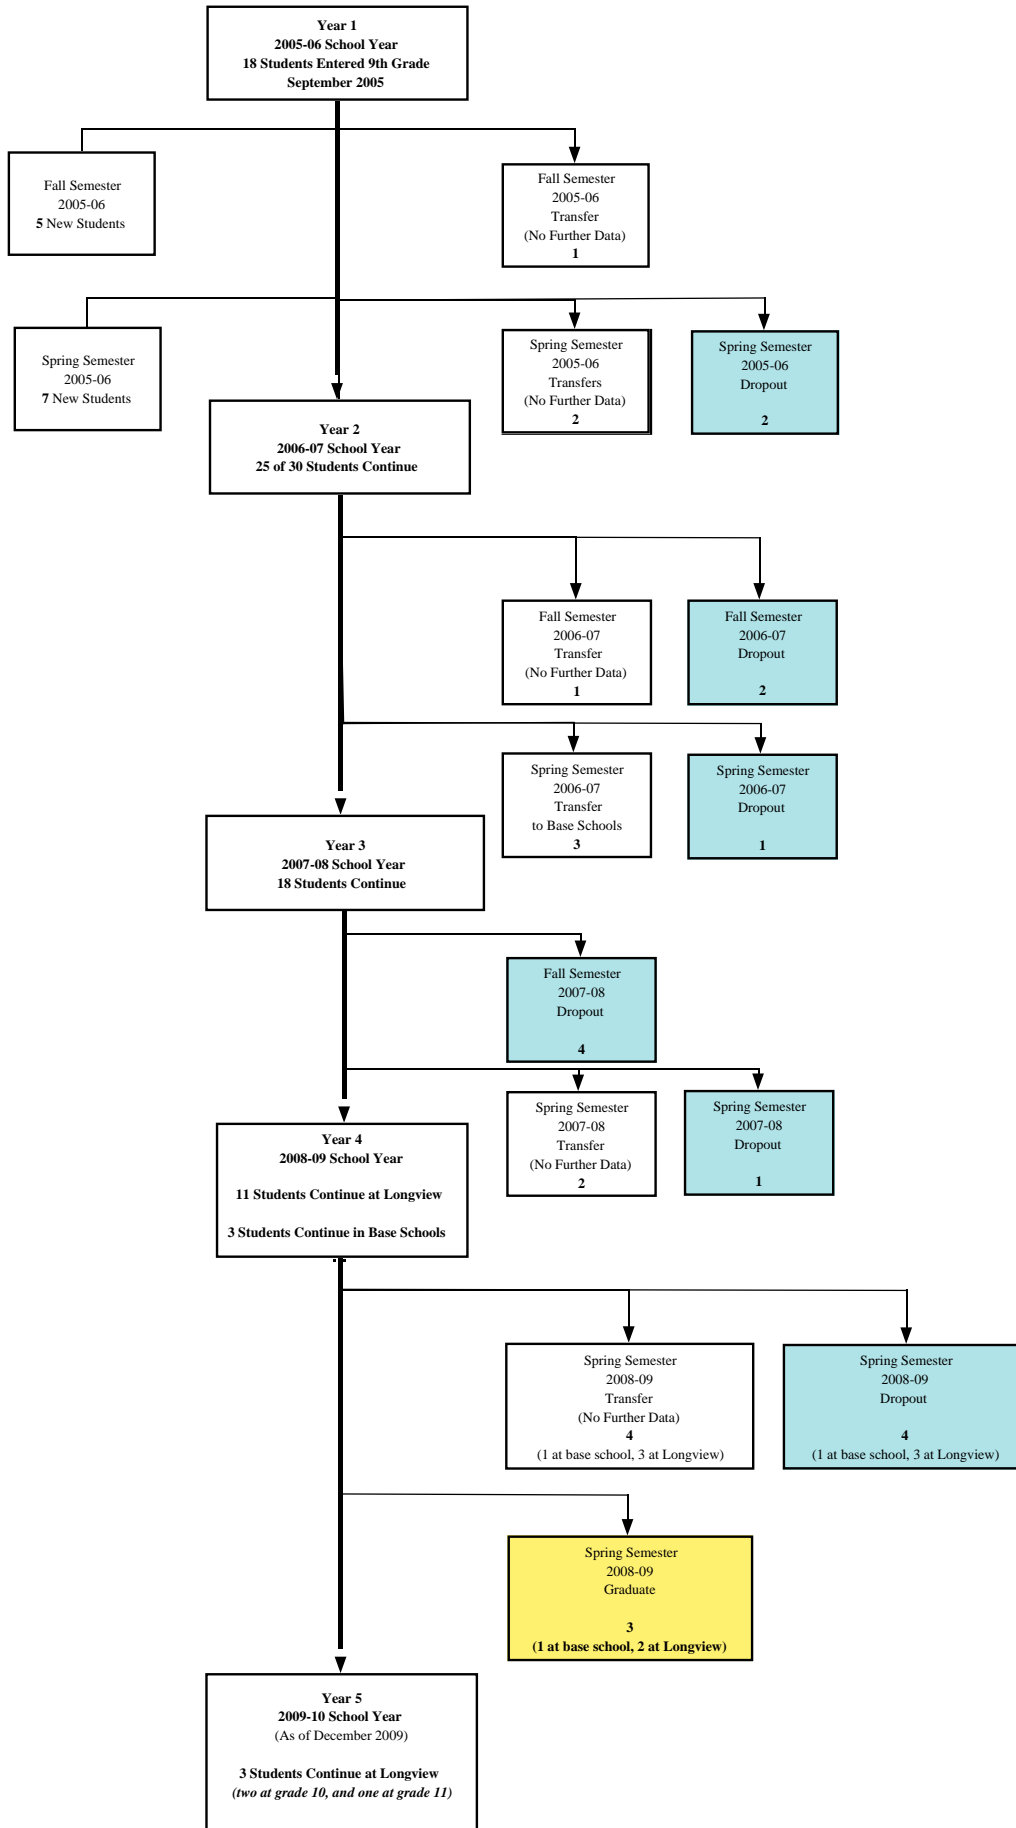 Year 1
2005-06 School Year
18 Students Entered 9th Grade
September 2005
Fall Semester
2005-06
5 New Students
Fall Semester
2005-06
Transfer
(No Further Data)
1
Spring Semester
2005-06
7 New Students
Spring Semester
2005-06
Transfers
(No Further Data)
2
Spring Semester
2005-06
Dropout
2
Year 2
2006-07 School Year
25 of 30 Students Continue
Fall Semester
2006-07
Transfer
(No Further Data)
1
Fall Semester
2006-07
Dropout
2
Spring Semester
2006-07
Transfer
to Base Schools
3
Spring Semester
2006-07
Dropout
1
Year 3
2007-08 School Year
18 Students Continue
Fall Semester
2007-08
Dropout
4
Spring Semester
2007-08
Transfer
(No Further Data)
2
Spring Semester
2007-08
Dropout
1
Year 4
2008-09 School Year
11 Students Continue at Longview
3 Students Continue in Base Schools
Spring Semester
2008-09
Transfer
(No Further Data)
4
(1 at base school, 3 at Longview)
Spring Semester
2008-09
Dropout
4
(1 at base school, 3 at Longview)
Spring Semester
2008-09
Graduate
3
(1 at base school, 2 at Longview)
Year 5
2009-10 School Year
(As of December 2009)
3 Students Continue at Longview
(two at grade 10, and one at grade 11)